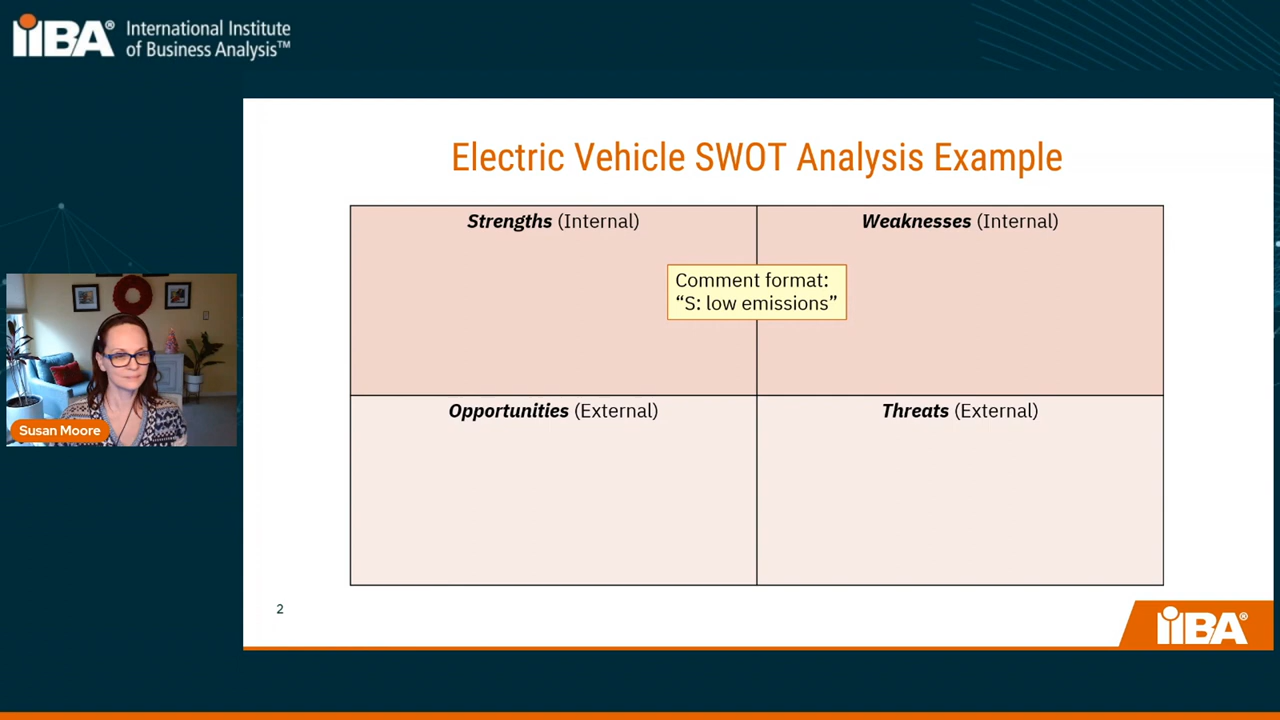 iiBA® International Institute
of Business Analysis™
Electric Vehicle SWOT Analysis Example
Strengths (Internal)
Weaknesses (Internal)
Comment format:
“S: low emissions”
Opportunities (External)
Threats (External)
Susan Moore
2
iiBA®